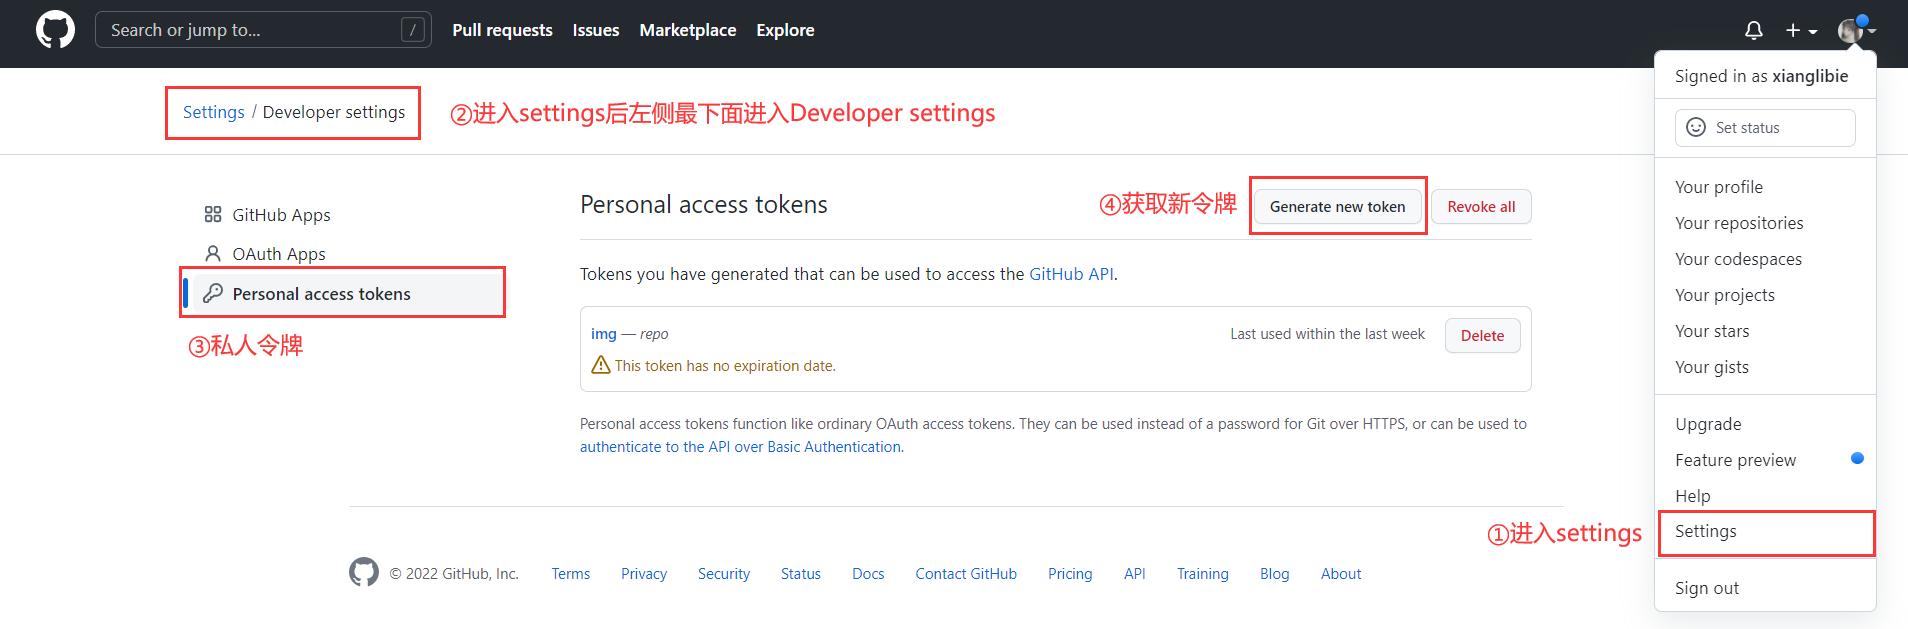 Search or jump to...
/
Pull requests
Issues
Marketplace
Explore
Signed in as xianglibie
Set status
Your profile
Your repositories
Your codespaces
Your projects
Your stars
Your gists
Upgrade
Feature preview
Help
Settings
Sign out
①进入settings
Settings / Developer settings
②进入settings后左侧最下面进入Developer settings
GitHub Apps
OAuth Apps
Personal access tokens
③私人令牌
Personal access tokens
④获取新令牌
Generate new token
Revoke all
Tokens you have generated that can be used to access the GitHub API.
img — repo
Last used within the last week
Delete
This token has no expiration date.
Personal access tokens function like ordinary OAuth access tokens. They can be used instead of a password for Git over HTTPS, or can be used to
authenticate to the API over Basic Authentication.
© 2022 GitHub, Inc.
Terms
Privacy
Security
Status
Docs
Contact GitHub
Pricing
API
Training
Blog
About